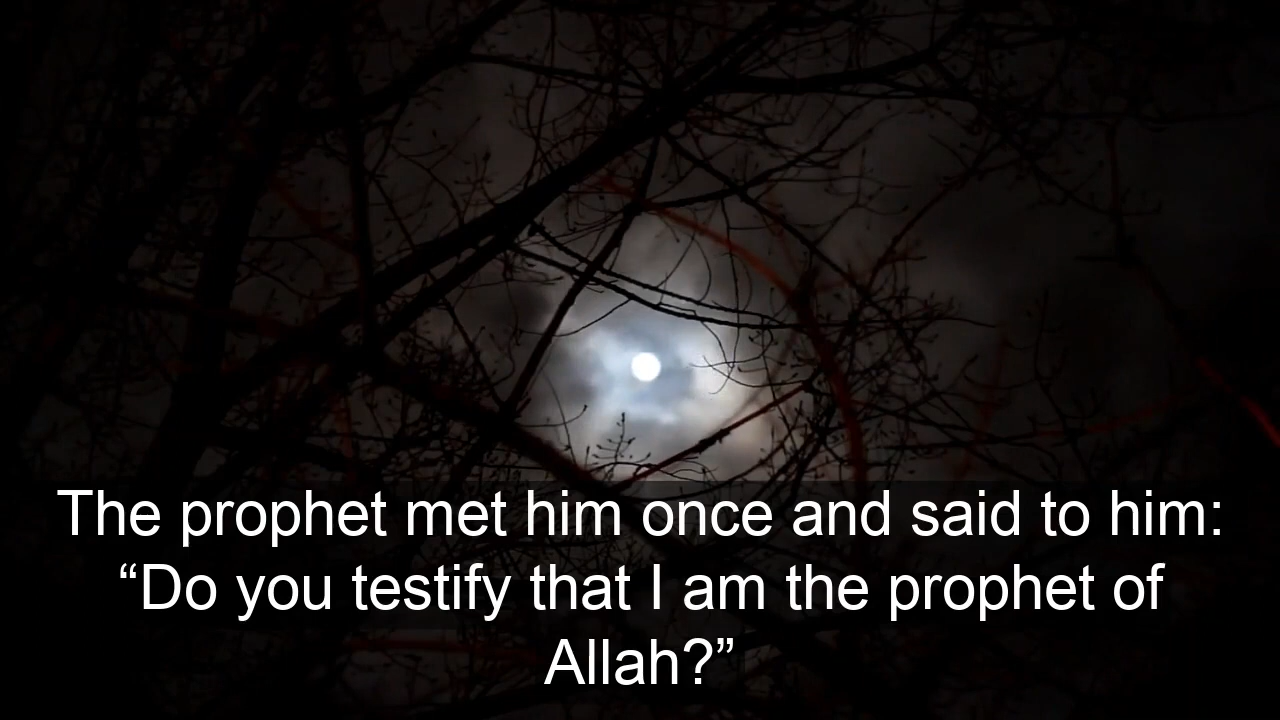 The prophet met him once and said to him:
“Do you testify that I am the prophet of
Allah?”